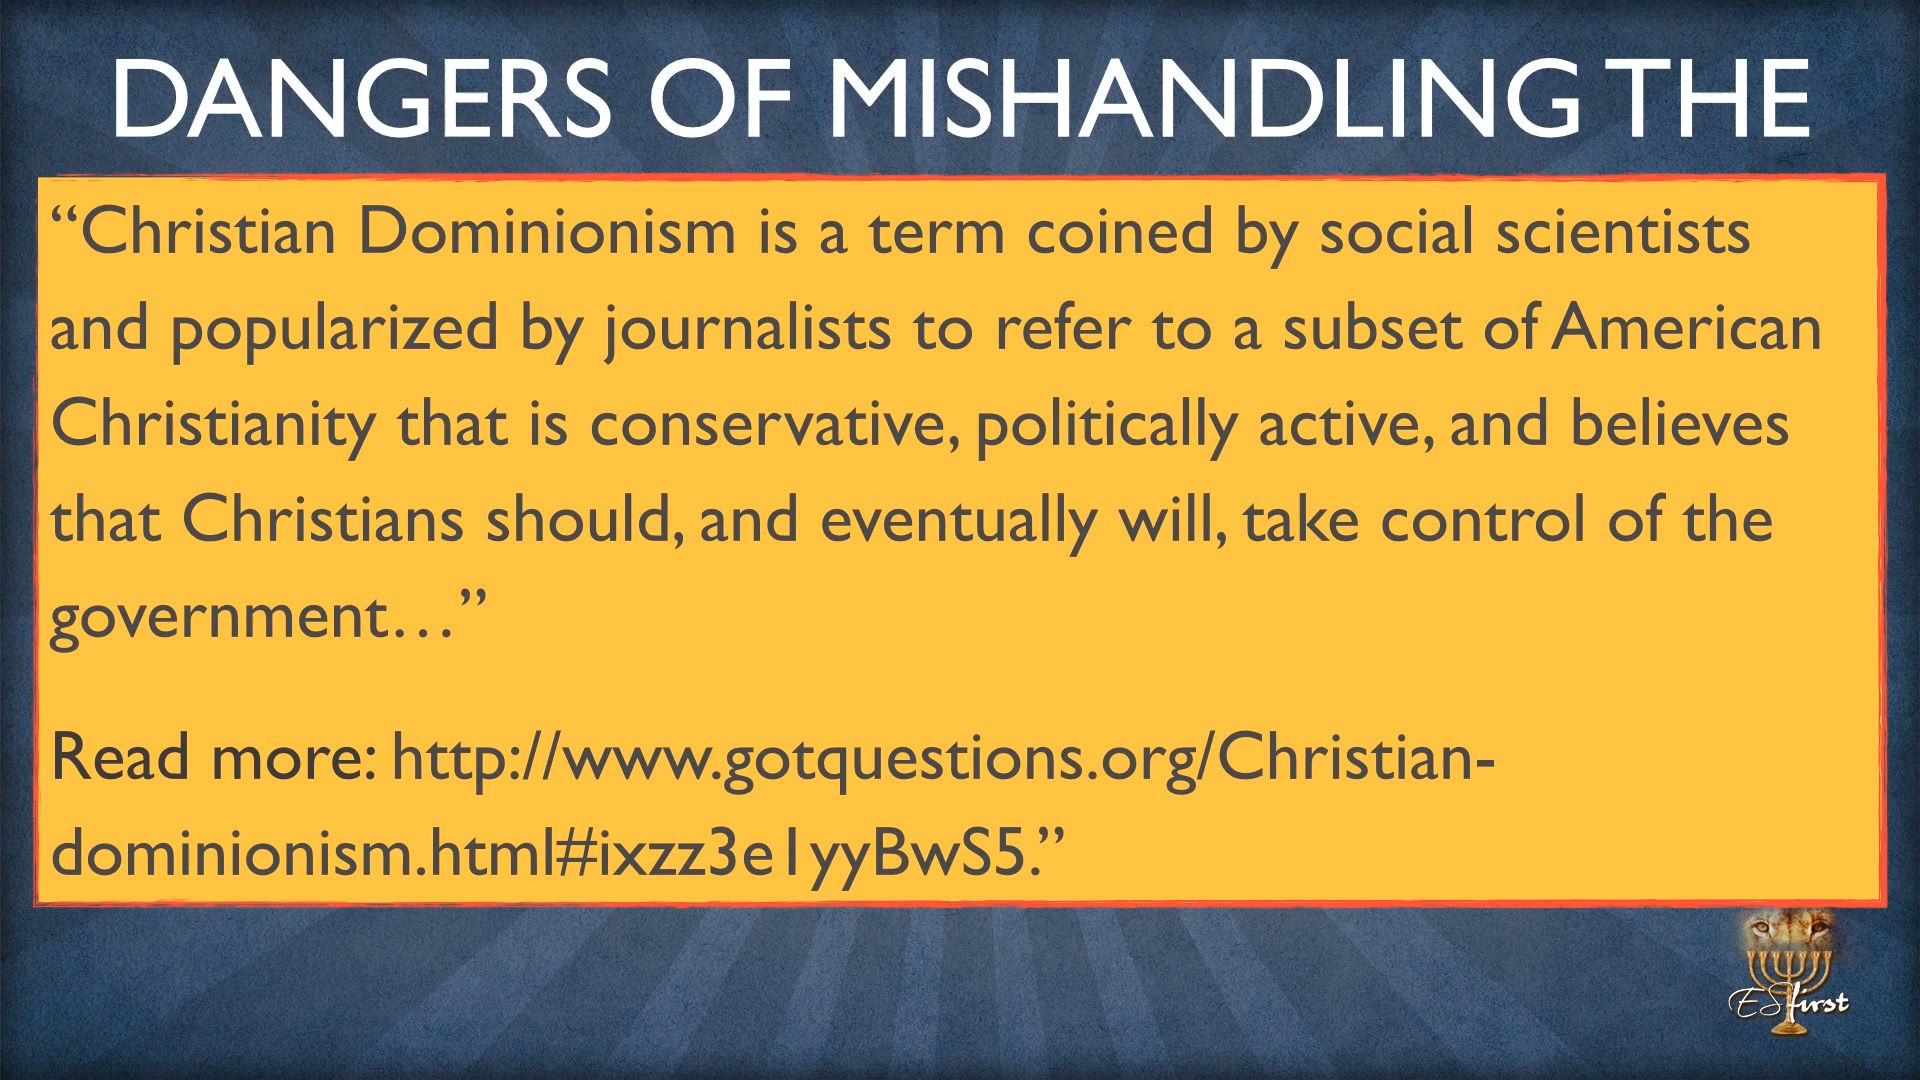 DANGERS OF MISHANDLING THE
“Christian Dominionism is a term coined by social scientists
and popularized by journalists to refer to a subset of American
Christianity that is conservative, politically active, and believes
that Christians should, and eventually will, take control of the
government…”
Read more: http://www.gotquestions.org/Christian-
dominionism.html#ixzz3e1yyBwS5.”
ESfirst